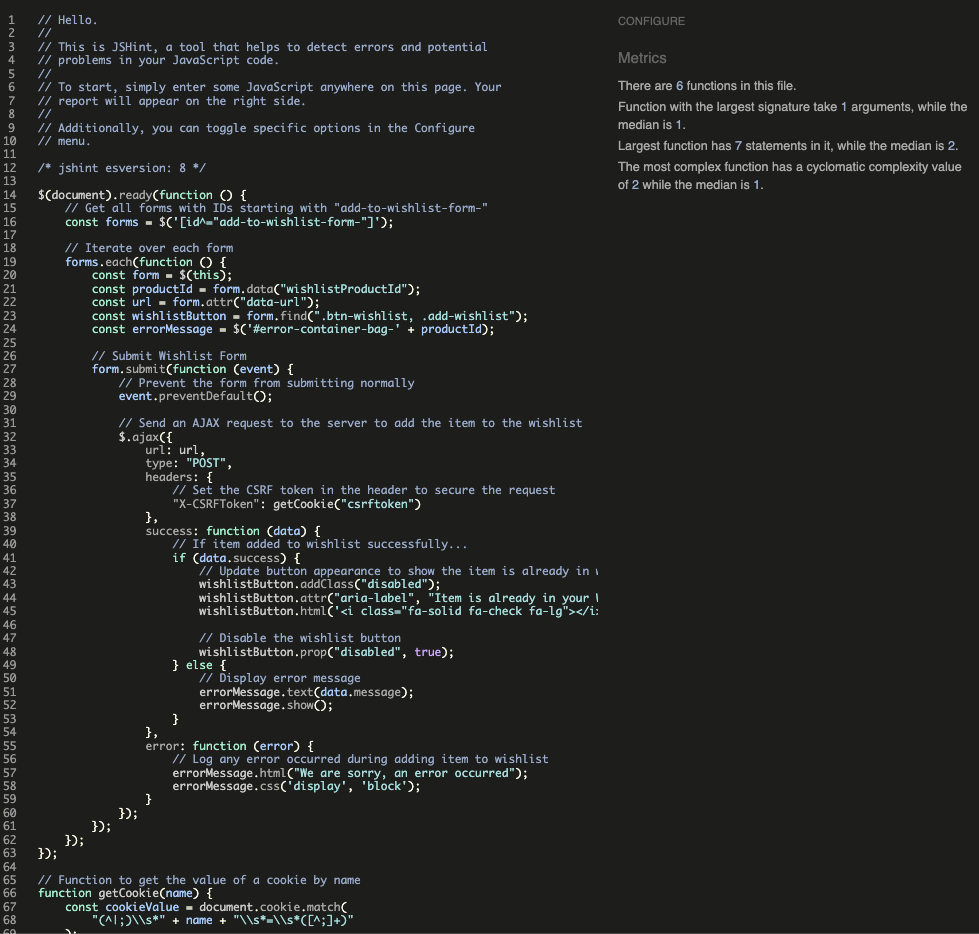 1 // Hello.
2 //
3 // This is JSHint, a tool that helps to detect errors and potential
4 // problems in your JavaScript code.
5 //
6 // To start, simply enter some JavaScript anywhere on this page. Your
7 // report will appear on the right side.
8 //
9 // Additionally, you can toggle specific options in the Configure
10 // menu.
11
12 /* jshint esversion: 8 */
13
14 $(document).ready(function () {
15     // Get all forms with IDs starting with "add-to-wishlist-form-"
16     const forms = $('[id^="add-to-wishlist-form-"]');
17
18     // Iterate over each form
19     forms.each(function () {
20         const form = $(this);
21         const productId = form.data("wishlistProductId");
22         const url = form.attr("data-url");
23         const wishlistButton = form.find(".btn-wishlist, .add-wishlist");
24         const errorMessage = $('#error-container-bag-' + productId);
25
26         // Submit Wishlist Form
27         form.submit(function (event) {
28             // Prevent the form from submitting normally
29             event.preventDefault();
30
31             // Send an AJAX request to the server to add the item to the wishlist
32             $.ajax({
33                 url: url,
34                 type: "POST",
35                 headers: {
36                     // Set the CSRF token in the header to secure the request
37                     "X-CSRFToken": getCookie("csrftoken")
38                 },
39                 success: function (data) {
40                     // If item added to wishlist successfully...
41                     if (data.success) {
42                         // Update button appearance to show the item is already in
43                         wishlistButton.addClass("disabled");
44                         wishlistButton.attr("aria-label", "Item is already in your
45                         wishlistButton.html('<i class="fa-solid fa-check fa-lg"></i>
46
47                         // Disable the wishlist button
48                         wishlistButton.prop("disabled", true);
49                     } else {
50                         // Display error message
51                         errorMessage.text(data.message);
52                         errorMessage.show();
53                     }
54                 },
55                 error: function (error) {
56                     // Log any error occurred during adding item to wishlist
57                     errorMessage.html("We are sorry, an error occurred");
58                     errorMessage.css('display', 'block');
59                 }
60             });
61         });
62     });
63 });
64
65 // Function to get the value of a cookie by name
66 function getCookie(name) {
67     const cookieValue = document.cookie.match(
68         "(^|;)\\s*" + name + "\\s*=\\s*([^;]+)"
69     );
CONFIGURE
Metrics
There are 6 functions in this file.
Function with the largest signature take 1 arguments, while the
median is 1.
Largest function has 7 statements in it, while the median is 2.
The most complex function has a cyclomatic complexity value
of 2 while the median is 1.